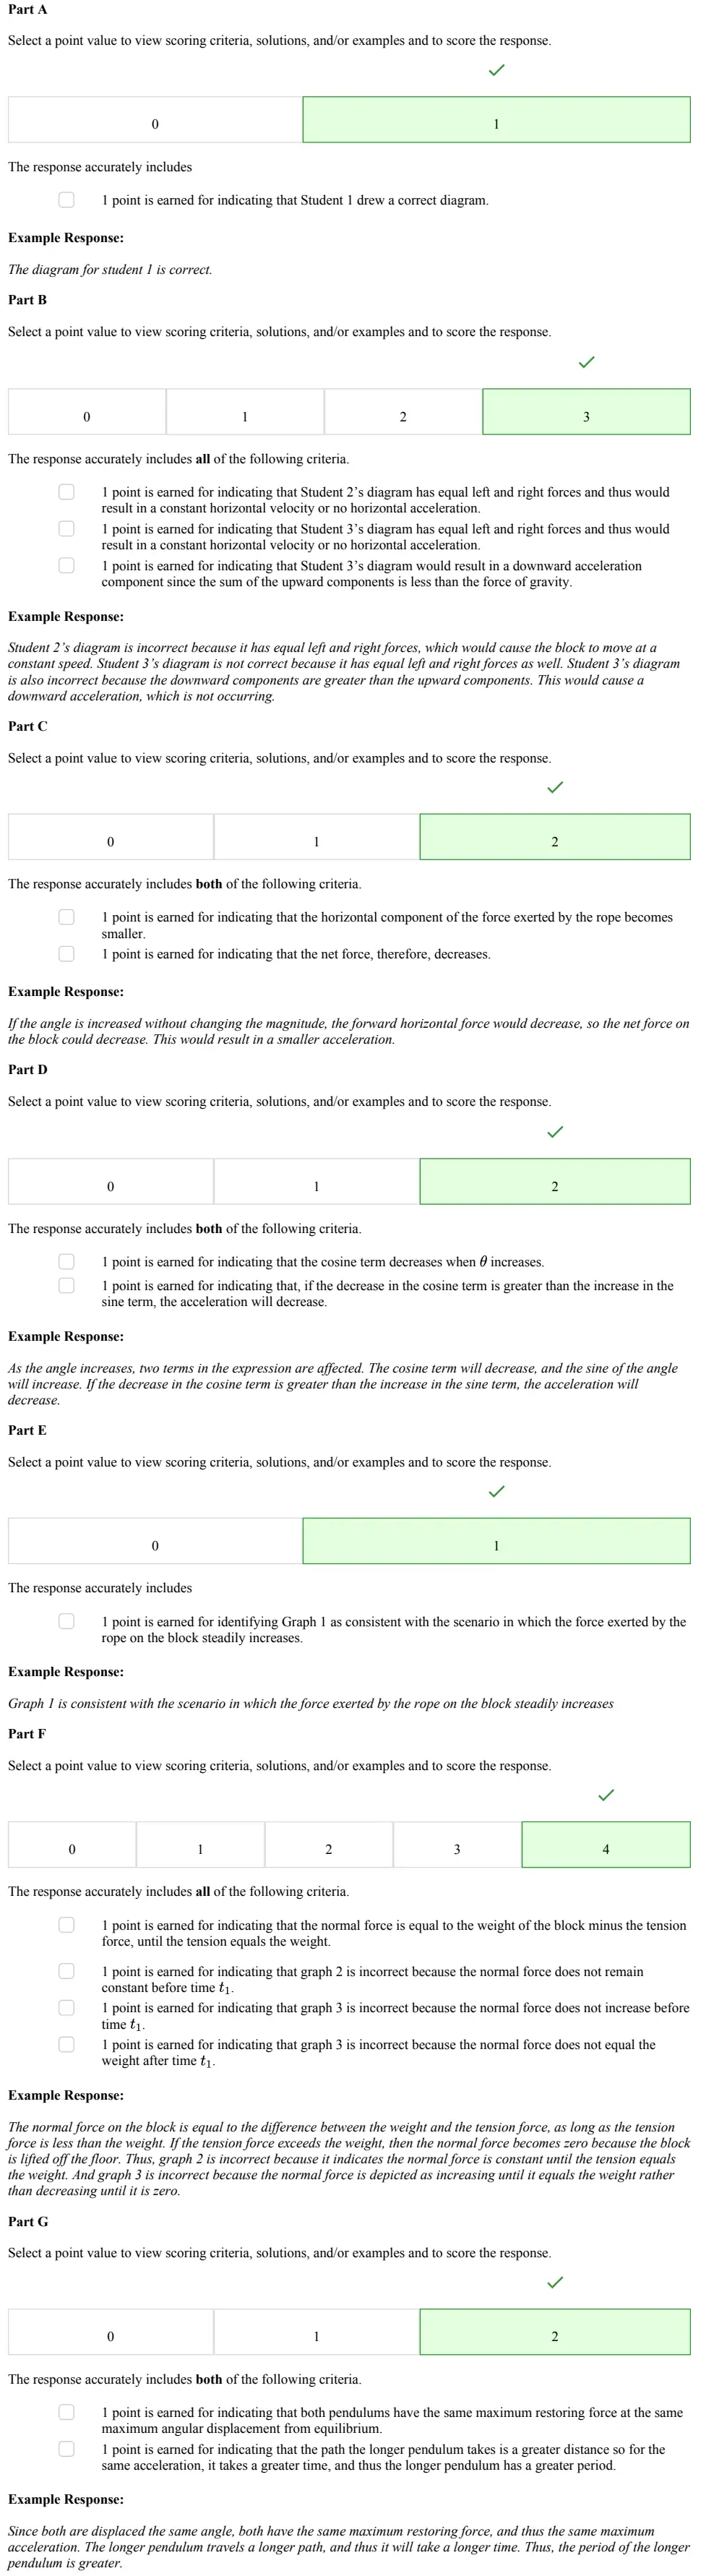 Part A
Select a point value to view scoring criteria, solutions, and/or examples and to score the response.
0 1
The response accurately includes
1 point is earned for indicating that Student 1 drew a correct diagram.
Example Response:
The diagram for student 1 is correct.
Part B
Select a point value to view scoring criteria, solutions, and/or examples and to score the response.
0 1 2 3
The response accurately includes all of the following criteria.
1 point is earned for indicating that Student 2’s diagram has equal left and right forces and thus would
result in a constant horizontal velocity or no horizontal acceleration.
1 point is earned for indicating that Student 3’s diagram has equal left and right forces and thus would
result in a constant horizontal velocity or no horizontal acceleration.
1 point is earned for indicating that Student 3’s diagram would result in a downward acceleration
component since the sum of the upward components is less than the force of gravity.
Example Response:
Student 2’s diagram is incorrect because it has equal left and right forces, which would cause the block to move at a
constant speed. Student 3’s diagram is not correct because it has equal left and right forces as well. Student 3’s diagram
is also incorrect because the downward components are greater than the upward components. This would cause a
downward acceleration, which is not occurring.
Part C
Select a point value to view scoring criteria, solutions, and/or examples and to score the response.
0 1 2
The response accurately includes both of the following criteria.
1 point is earned for indicating that the horizontal component of the force exerted by the rope becomes
smaller.
1 point is earned for indicating that the net force, therefore, decreases.
Example Response:
If the angle is increased without changing the magnitude, the forward horizontal force would decrease, so the net force on
the block could decrease. This would result in a smaller acceleration.
Part D
Select a point value to view scoring criteria, solutions, and/or examples and to score the response.
0 1 2
The response accurately includes both of the following criteria.
1 point is earned for indicating that the cosine term decreases when θ increases.
1 point is earned for indicating that, if the decrease in the cosine term is greater than the increase in the
sine term, the acceleration will decrease.
Example Response:
As the angle increases, two terms in the expression are affected. The cosine term will decrease, and the sine of the angle
will increase. If the decrease in the cosine term is greater than the increase in the sine term, the acceleration will
decrease.
Part E
Select a point value to view scoring criteria, solutions, and/or examples and to score the response.
0 1
The response accurately includes
1 point is earned for identifying Graph 1 as consistent with the scenario in which the force exerted by the
rope on the block steadily increases.
Example Response:
Graph 1 is consistent with the scenario in which the force exerted by the rope on the block steadily increases
Part F
Select a point value to view scoring criteria, solutions, and/or examples and to score the response.
0 1 2 3 4
The response accurately includes all of the following criteria.
1 point is earned for indicating that the normal force is equal to the weight of the block minus the tension
force, until the tension equals the weight.
1 point is earned for indicating that graph 2 is incorrect because the normal force does not remain
constant before time t₁.
1 point is earned for indicating that graph 3 is incorrect because the normal force does not increase before
time t₁.
1 point is earned for indicating that graph 3 is incorrect because the normal force does not equal the
weight after time t₁.
Example Response:
The normal force on the block is equal to the difference between the weight and the tension force, as long as the tension
force is less than the weight. If the tension force exceeds the weight, then the normal force becomes zero because the block
is lifted off the floor. Thus, graph 2 is incorrect because it indicates the normal force is constant until the tension equals
the weight. And graph 3 is incorrect because the normal force is depicted as increasing until it equals the weight rather
than decreasing until it is zero.
Part G
Select a point value to view scoring criteria, solutions, and/or examples and to score the response.
0 1 2
The response accurately includes both of the following criteria.
1 point is earned for indicating that both pendulums have the same maximum restoring force at the same
maximum angular displacement from equilibrium.
1 point is earned for indicating that the path the longer pendulum takes is a greater distance so for the
same acceleration, it takes a greater time, and thus the longer pendulum has a greater period.
Example Response:
Since both are displaced the same angle, both have the same maximum restoring force, and thus the same maximum
acceleration. The longer pendulum travels a longer path, and thus it will take a longer time. Thus, the period of the longer
pendulum is greater.